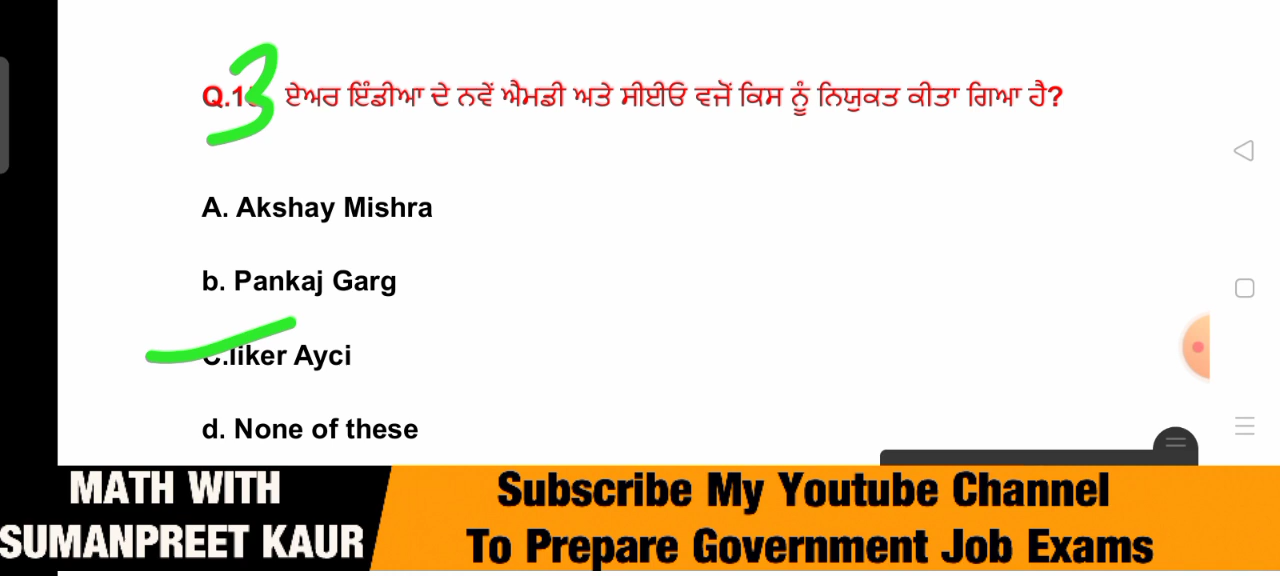 Q.13 ਏਅਰ ਇੰਡੀਆ ਦੇ ਨਵੇਂ ਐਮਡੀ ਅਤੇ ਸੀਈਓ ਵਜੋਂ ਕਿਸ ਨੂੰ ਨਿਯੁਕਤ ਕੀਤਾ ਗਿਆ ਹੈ?
A. Akshay Mishra
b. Pankaj Garg
C.liker Ayci
d. None of these
MATH WITH
SUMANPREET KAUR
Subscribe My Youtube Channel
To Prepare Government Job Exams